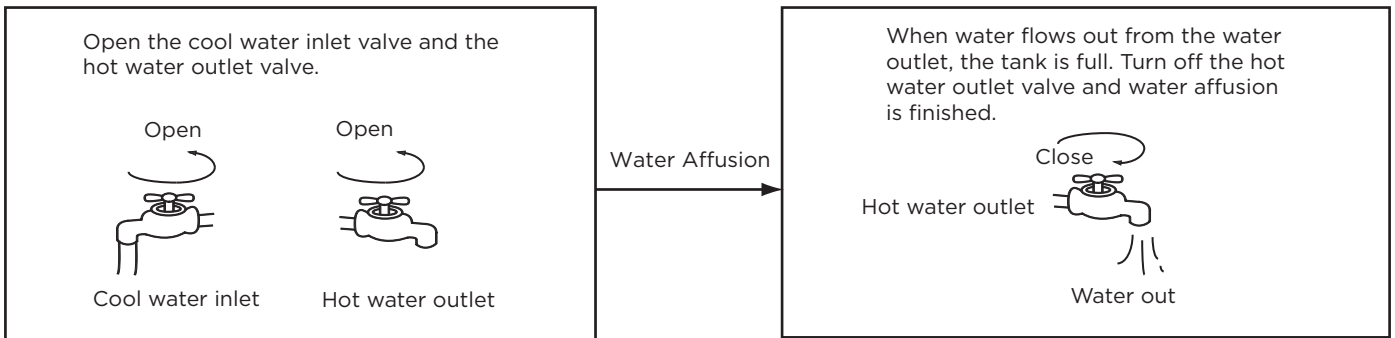 Open the cool water inlet valve and the
hot water outlet valve.
Open
Open
Cool water inlet
Hot water outlet
Water Affusion
When water flows out from the water
outlet, the tank is full. Turn off the hot
water outlet valve and water affusion
is finished.
Close
Hot water outlet
Water out